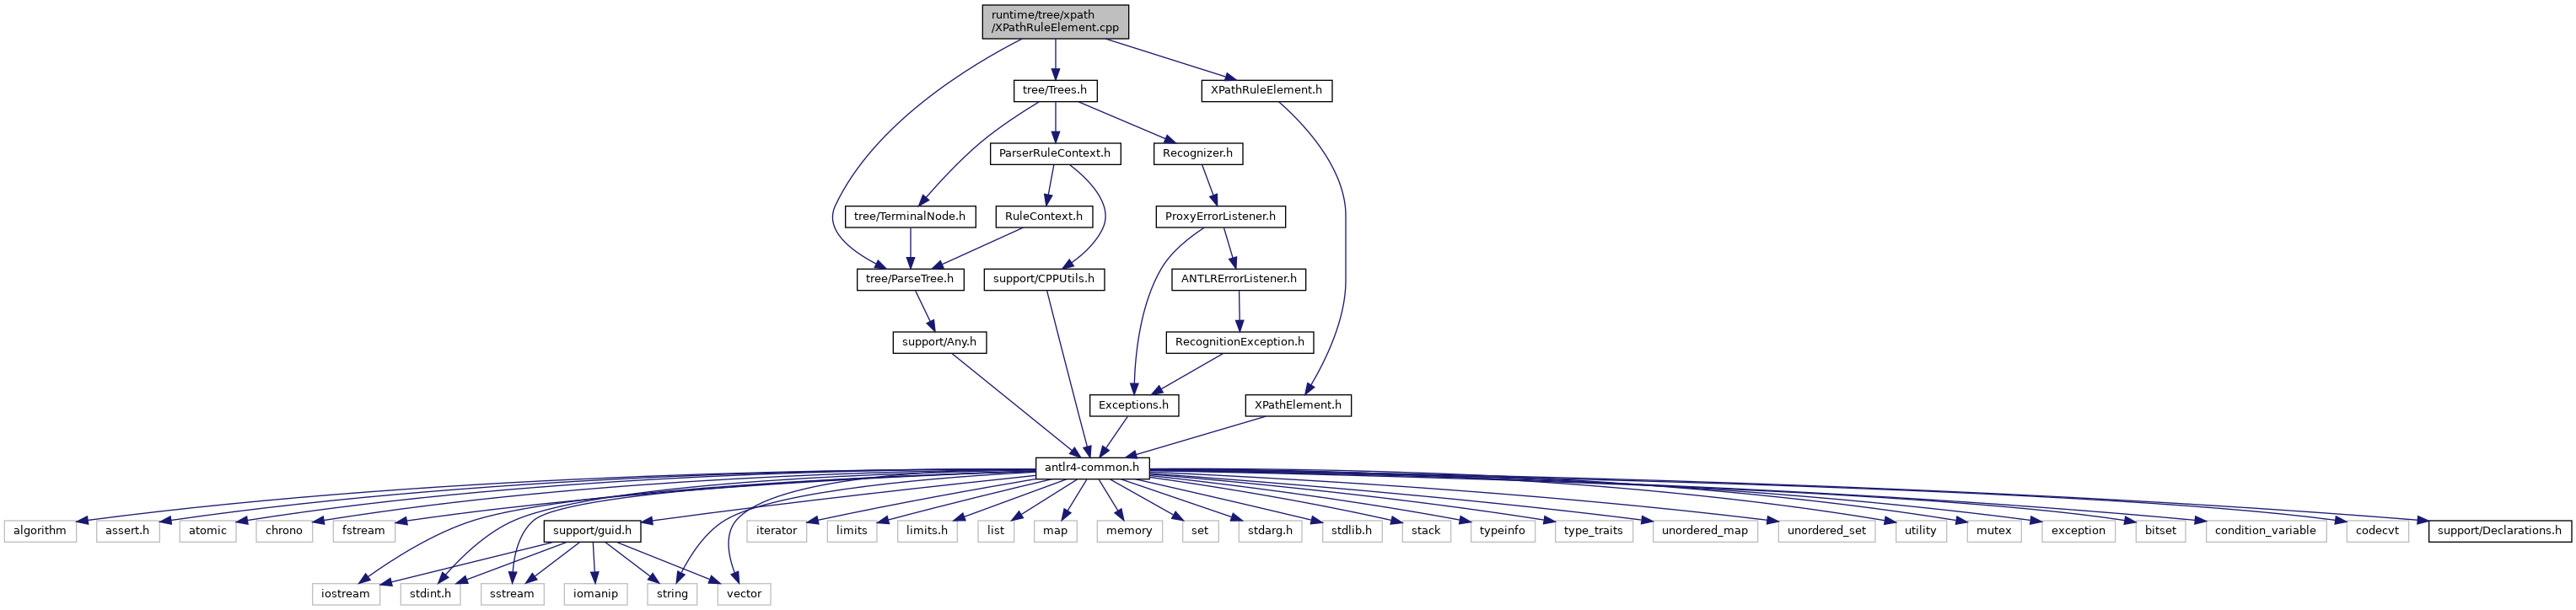 runtime/tree/xpath
/XPathRuleElement.cpp
tree/Trees.h
XPathRuleElement.h
ParserRuleContext.h
Recognizer.h
tree/TerminalNode.h
RuleContext.h
ProxyErrorListener.h
tree/ParseTree.h
support/CPPUtils.h
ANTLRErrorListener.h
support/Any.h
RecognitionException.h
Exceptions.h
XPathElement.h
antlr4-common.h
algorithm
assert.h
atomic
chrono
fstream
support/guid.h
iterator
limits
limits.h
list
map
memory
set
stdarg.h
stdlib.h
stack
typeinfo
type_traits
unordered_map
unordered_set
utility
mutex
exception
bitset
condition_variable
codecvt
support/Declarations.h
iostream
stdint.h
sstream
iomanip
string
vector